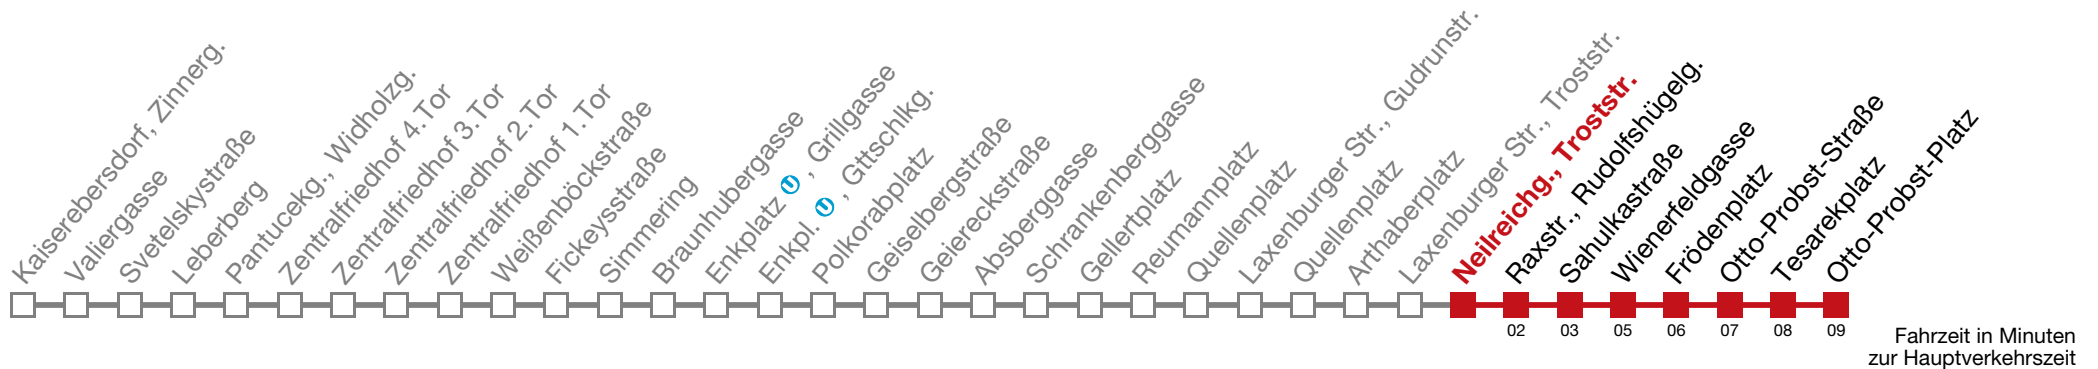 Kaiserebersdorf, Zinnerg.
Valiergasse
Svetelskystraße
Leberberg
Pantucekg., Widholzg.
Zentralfriedhof 4.Tor
Zentralfriedhof 3.Tor
Zentralfriedhof 2.Tor
Zentralfriedhof 1.Tor
Weißenböckstraße
Fickeysstraße
Simmering
Braunhubergasse
Enkplatz U, Grillgasse
Enkpl. U, Gttschlkg.
Polkorabplatz
Geiselbergstraße
Geiereckstraße
Absberggasse
Schrankenberggasse
Gellertplatz
Reumannplatz
Quellenplatz
Laxenburger Str., Gudrunstr.
Quellenplatz
Arthaberplatz
Laxenburger Str., Troststr.
Neilreichg., Troststr.
Raxstr., Rudolfshügelg.
Sahulkastraße
Wienerfeldgasse
Frödenplatz
Otto-Probst-Straße
Tesarekplatz
Otto-Probst-Platz
02 03 05 06 07 08 09
Fahrzeit in Minuten
zur Hauptverkehrszeit